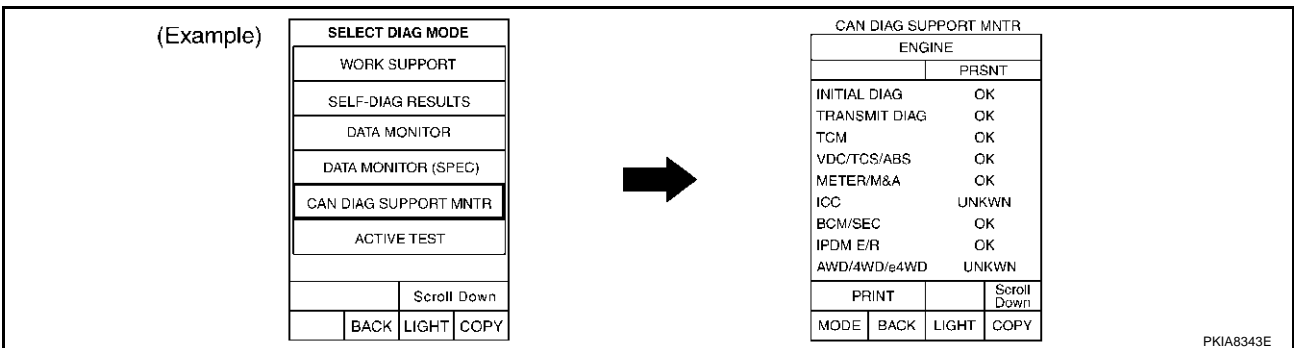 (Example)
SELECT DIAG MODE
WORK SUPPORT
SELF-DIAG RESULTS
DATA MONITOR
DATA MONITOR (SPEC)
CAN DIAG SUPPORT MNTR
ACTIVE TEST
Scroll Down
BACK LIGHT COPY
CAN DIAG SUPPORT MNTR
ENGINE
PRSNT
INITIAL DIAG OK
TRANSMIT DIAG OK
TCM OK
VDC/TCS/ABS OK
METER/M&A OK
ICC UNKWN
BCM/SEC OK
IPDM E/R OK
AWD/4WD/e4WD UNKWN
PRINT Scroll
Down
MODE BACK LIGHT COPY
PKIA8343E